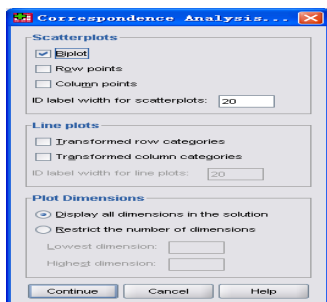 Correspondence Analysis...
Scatterplots
Biplot
Row points
Column points
ID label width for scatterplots: 20
Line plots
Transformed row categories
Transformed column categories
ID label width for line plots: 20
Plot Dimensions
Display all dimensions in the solution
Restrict the number of dimensions
Lowest dimension:
Highest dimension:
Continue Cancel Help